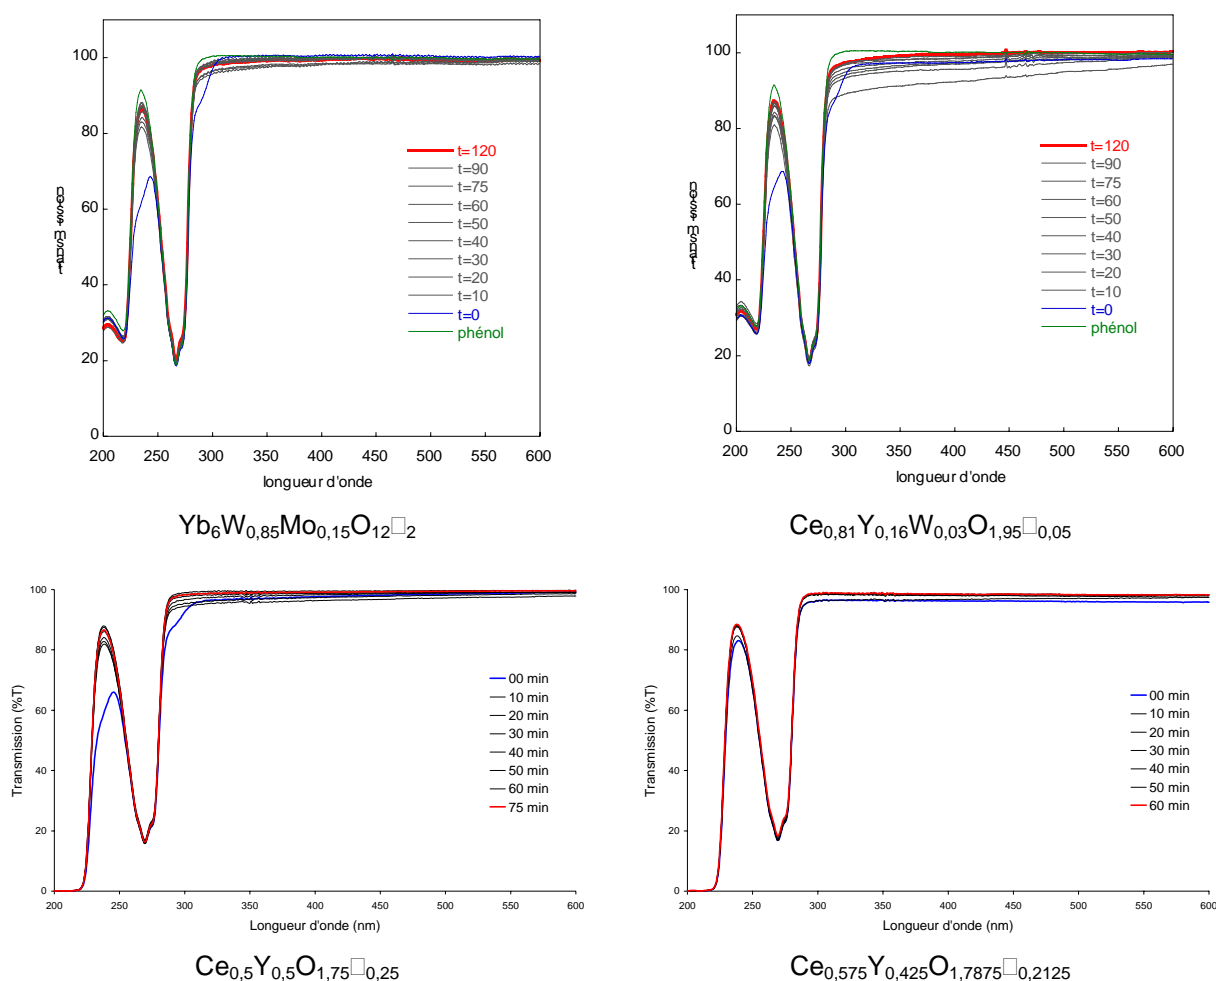 100
80
60
40
20
0
transmission
t=120
t=90
t=75
t=60
t=50
t=40
t=30
t=20
t=10
t=0
phénol
200 250 300 350 400 450 500 550 600
longueur d'onde
Yb6W0,85Mo0,15O12□2
100
80
60
40
20
0
transmission
t=120
t=90
t=75
t=60
t=50
t=40
t=30
t=20
t=10
t=0
phénol
200 250 300 350 400 450 500 550 600
longueur d'onde
Ce0,81Y0,16W0,03O1,95□0,05
100
80
60
40
20
0
Transmission (%T)
00 min
10 min
20 min
30 min
40 min
50 min
60 min
75 min
200 250 300 350 400 450 500 550 600
Longueur d'onde (nm)
Ce0,5Y0,5O1,75□0,25
100
80
60
40
20
0
Transmission (%T)
00 min
10 min
20 min
30 min
40 min
50 min
60 min
200 250 300 350 400 450 500 550 600
Longueur d'onde (nm)
Ce0,575Y0,425O1,7875□0,2125